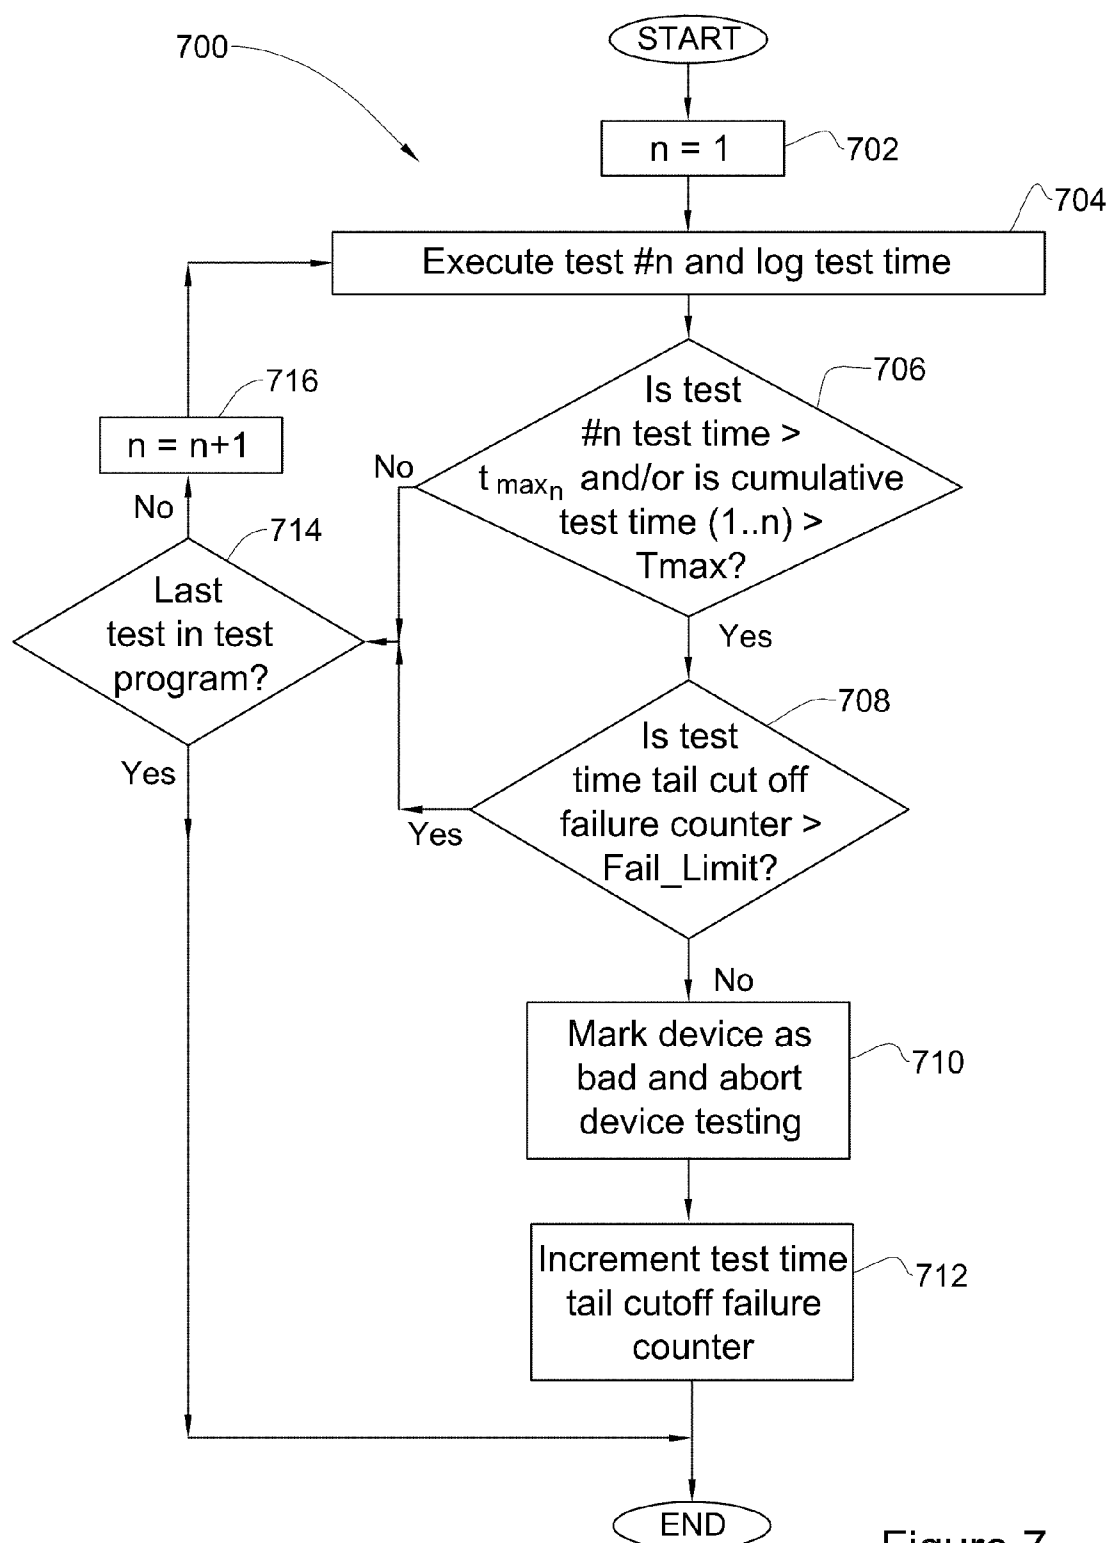 START
700
n = 1
702
704
Execute test #n and log test time
706
Is test
#n test time >
t maxn and/or is cumulative
test time (1..n) >
Tmax?
No
Yes
716
n = n+1
No
714
Last
test in test
program?
Yes
708
Is test
time tail cut off
failure counter >
Fail_Limit?
Yes
No
Mark device as
bad and abort
device testing
710
Increment test time
tail cutoff failure
counter
712
END
Figure 7